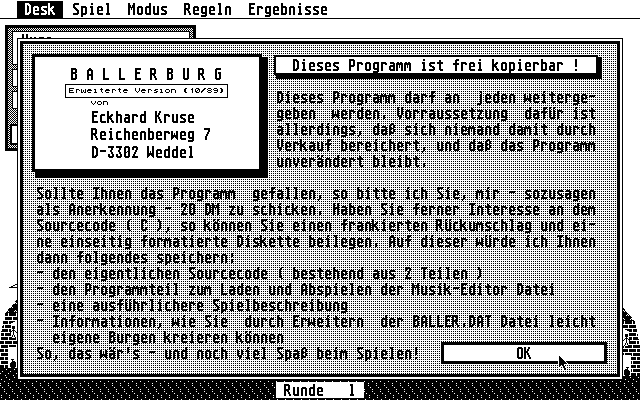 Desk Spiel Modus Regeln Ergebnisse
BALLERBURG
Erweiterte Version (10/89)
von
Eckhard Kruse
Reichenberweg 7
D-3302 Weddel
Dieses Programm ist frei kopierbar !
Dieses Programm darf an jeden weiterge-
geben werden. Vorraussetzung dafür ist
allerdings, daß sich niemand damit durch
Verkauf bereichert, und daß das Programm
unverändert bleibt.
Sollte Ihnen das Programm gefallen, so bitte ich Sie, mir - sozusagen
als Anerkennung - 20 DM zu schicken. Haben Sie ferner Interesse an dem
Sourcecode ( C ), so können Sie einen frankierten Rückumschlag und ei-
ne einseitig formatierte Diskette beilegen. Auf dieser würde ich Ihnen
dann folgendes speichern:
- den eigentlichen Sourcecode ( bestehend aus 2 Teilen )
- den Programmteil zum Laden und Abspielen der Musik-Editor Datei
- eine ausführlichere Spielbeschreibung
- Informationen, wie Sie durch Erweitern der BALLER.DAT Datei leicht
eigene Burgen kreieren können
So, das wär's - und noch viel Spaß beim Spielen!
OK
Runde 1